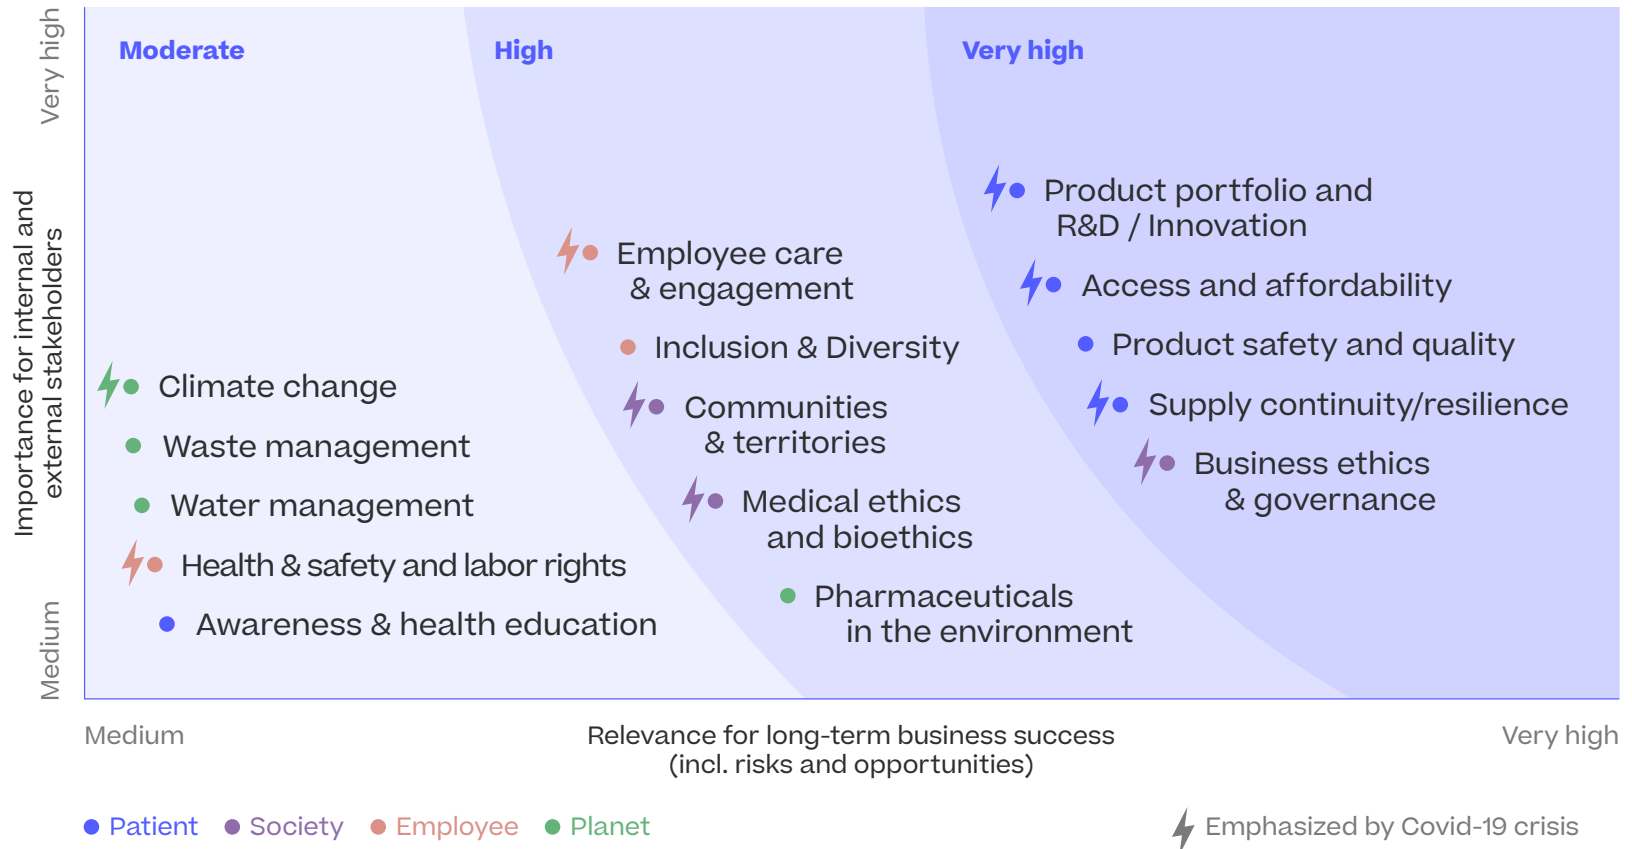 Very high
Importance for internal and
external stakeholders
Medium
Moderate
High
Very high
Climate change
Waste management
Water management
Health & safety and labor rights
Awareness & health education
Employee care
& engagement
Inclusion & Diversity
Communities
& territories
Medical ethics
and bioethics
Pharmaceuticals
in the environment
Product portfolio and
R&D / Innovation
Access and affordability
Product safety and quality
Supply continuity/resilience
Business ethics
& governance
Medium
Relevance for long-term business success
(incl. risks and opportunities)
Very high
Patient
Society
Employee
Planet
Emphasized by Covid-19 crisis